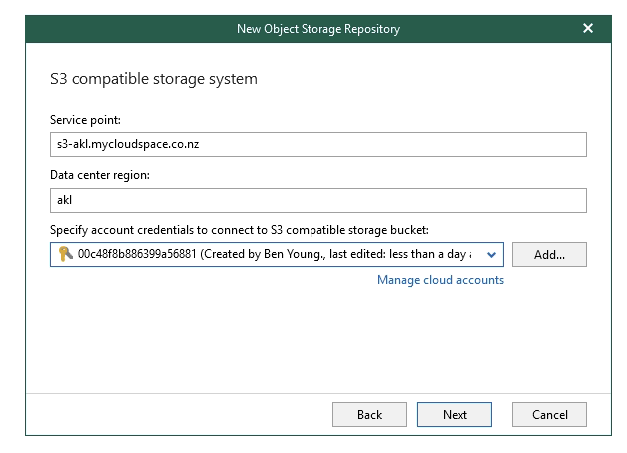 New Object Storage Repository
S3 compatible storage system
Service point:
s3-akl.mycloudspace.co.nz
Data center region:
akl
Specify account credentials to connect to S3 compatible storage bucket:
00c48f8b886399a56881 (Created by Ben Young., last edited: less than a day a
Add...
Manage cloud accounts
Back
Next
Cancel